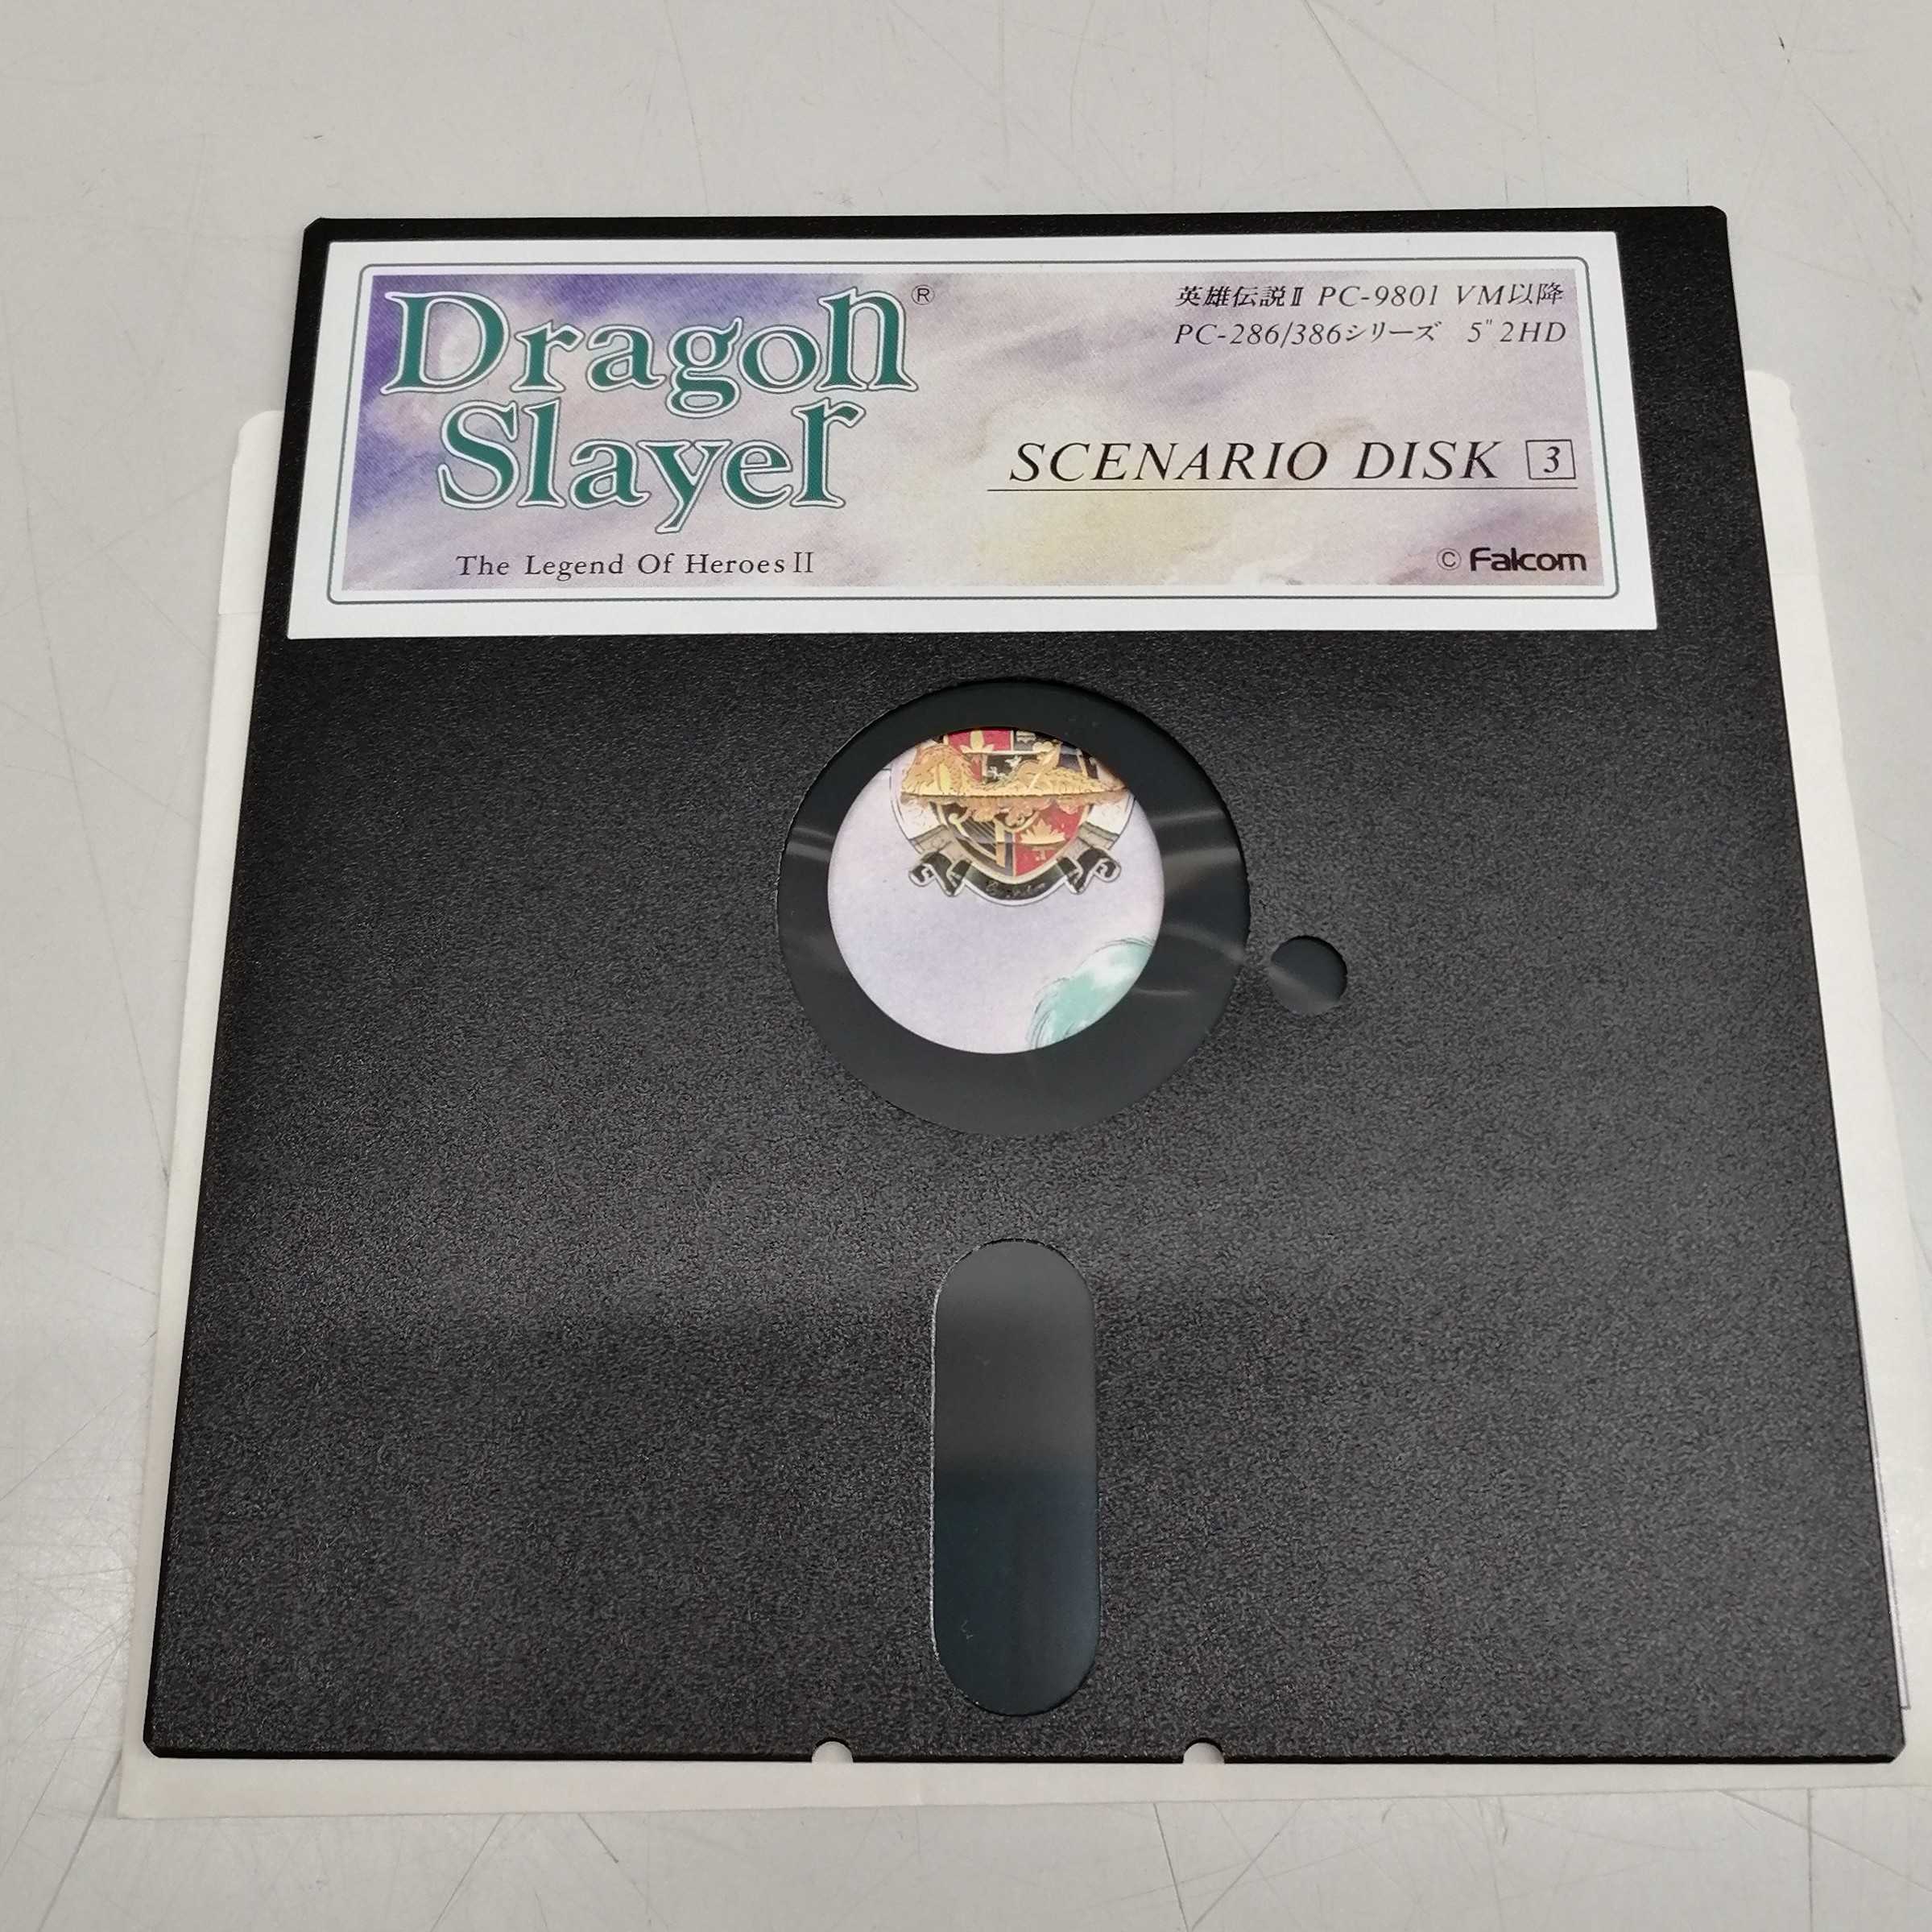 Dragon®
Slayer
The Legend Of Heroes II
英雄伝説II PC-9801 VM以降
PC-286/386シリーズ 5"2HD
SCENARIO DISK 3
© Falcom